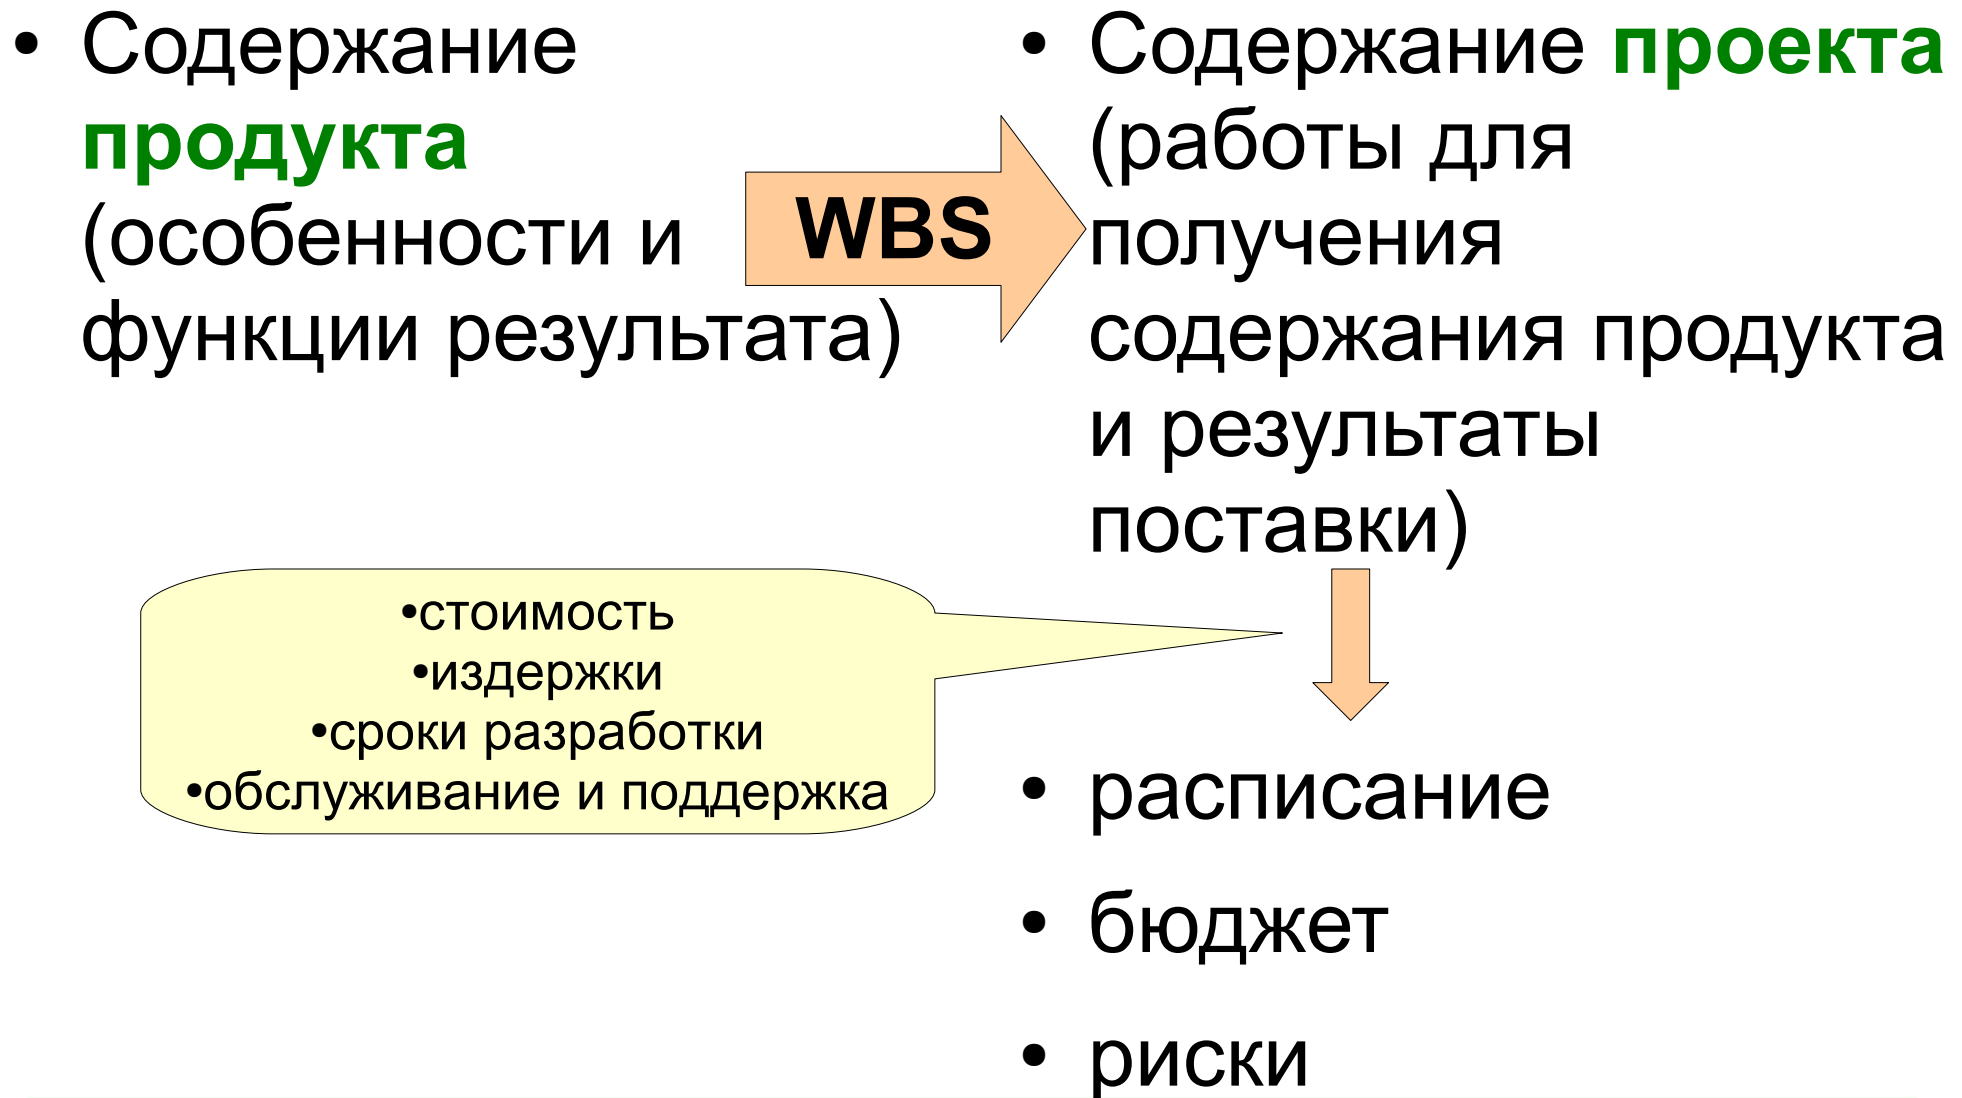 • Содержание
продукта
(особенности и
функции результата)
WBS
• Содержание проекта
(работы для
получения
содержания продукта
и результаты
поставки)
•стоимость
•издержки
•сроки разработки
•обслуживание и поддержка
• расписание
• бюджет
• риски